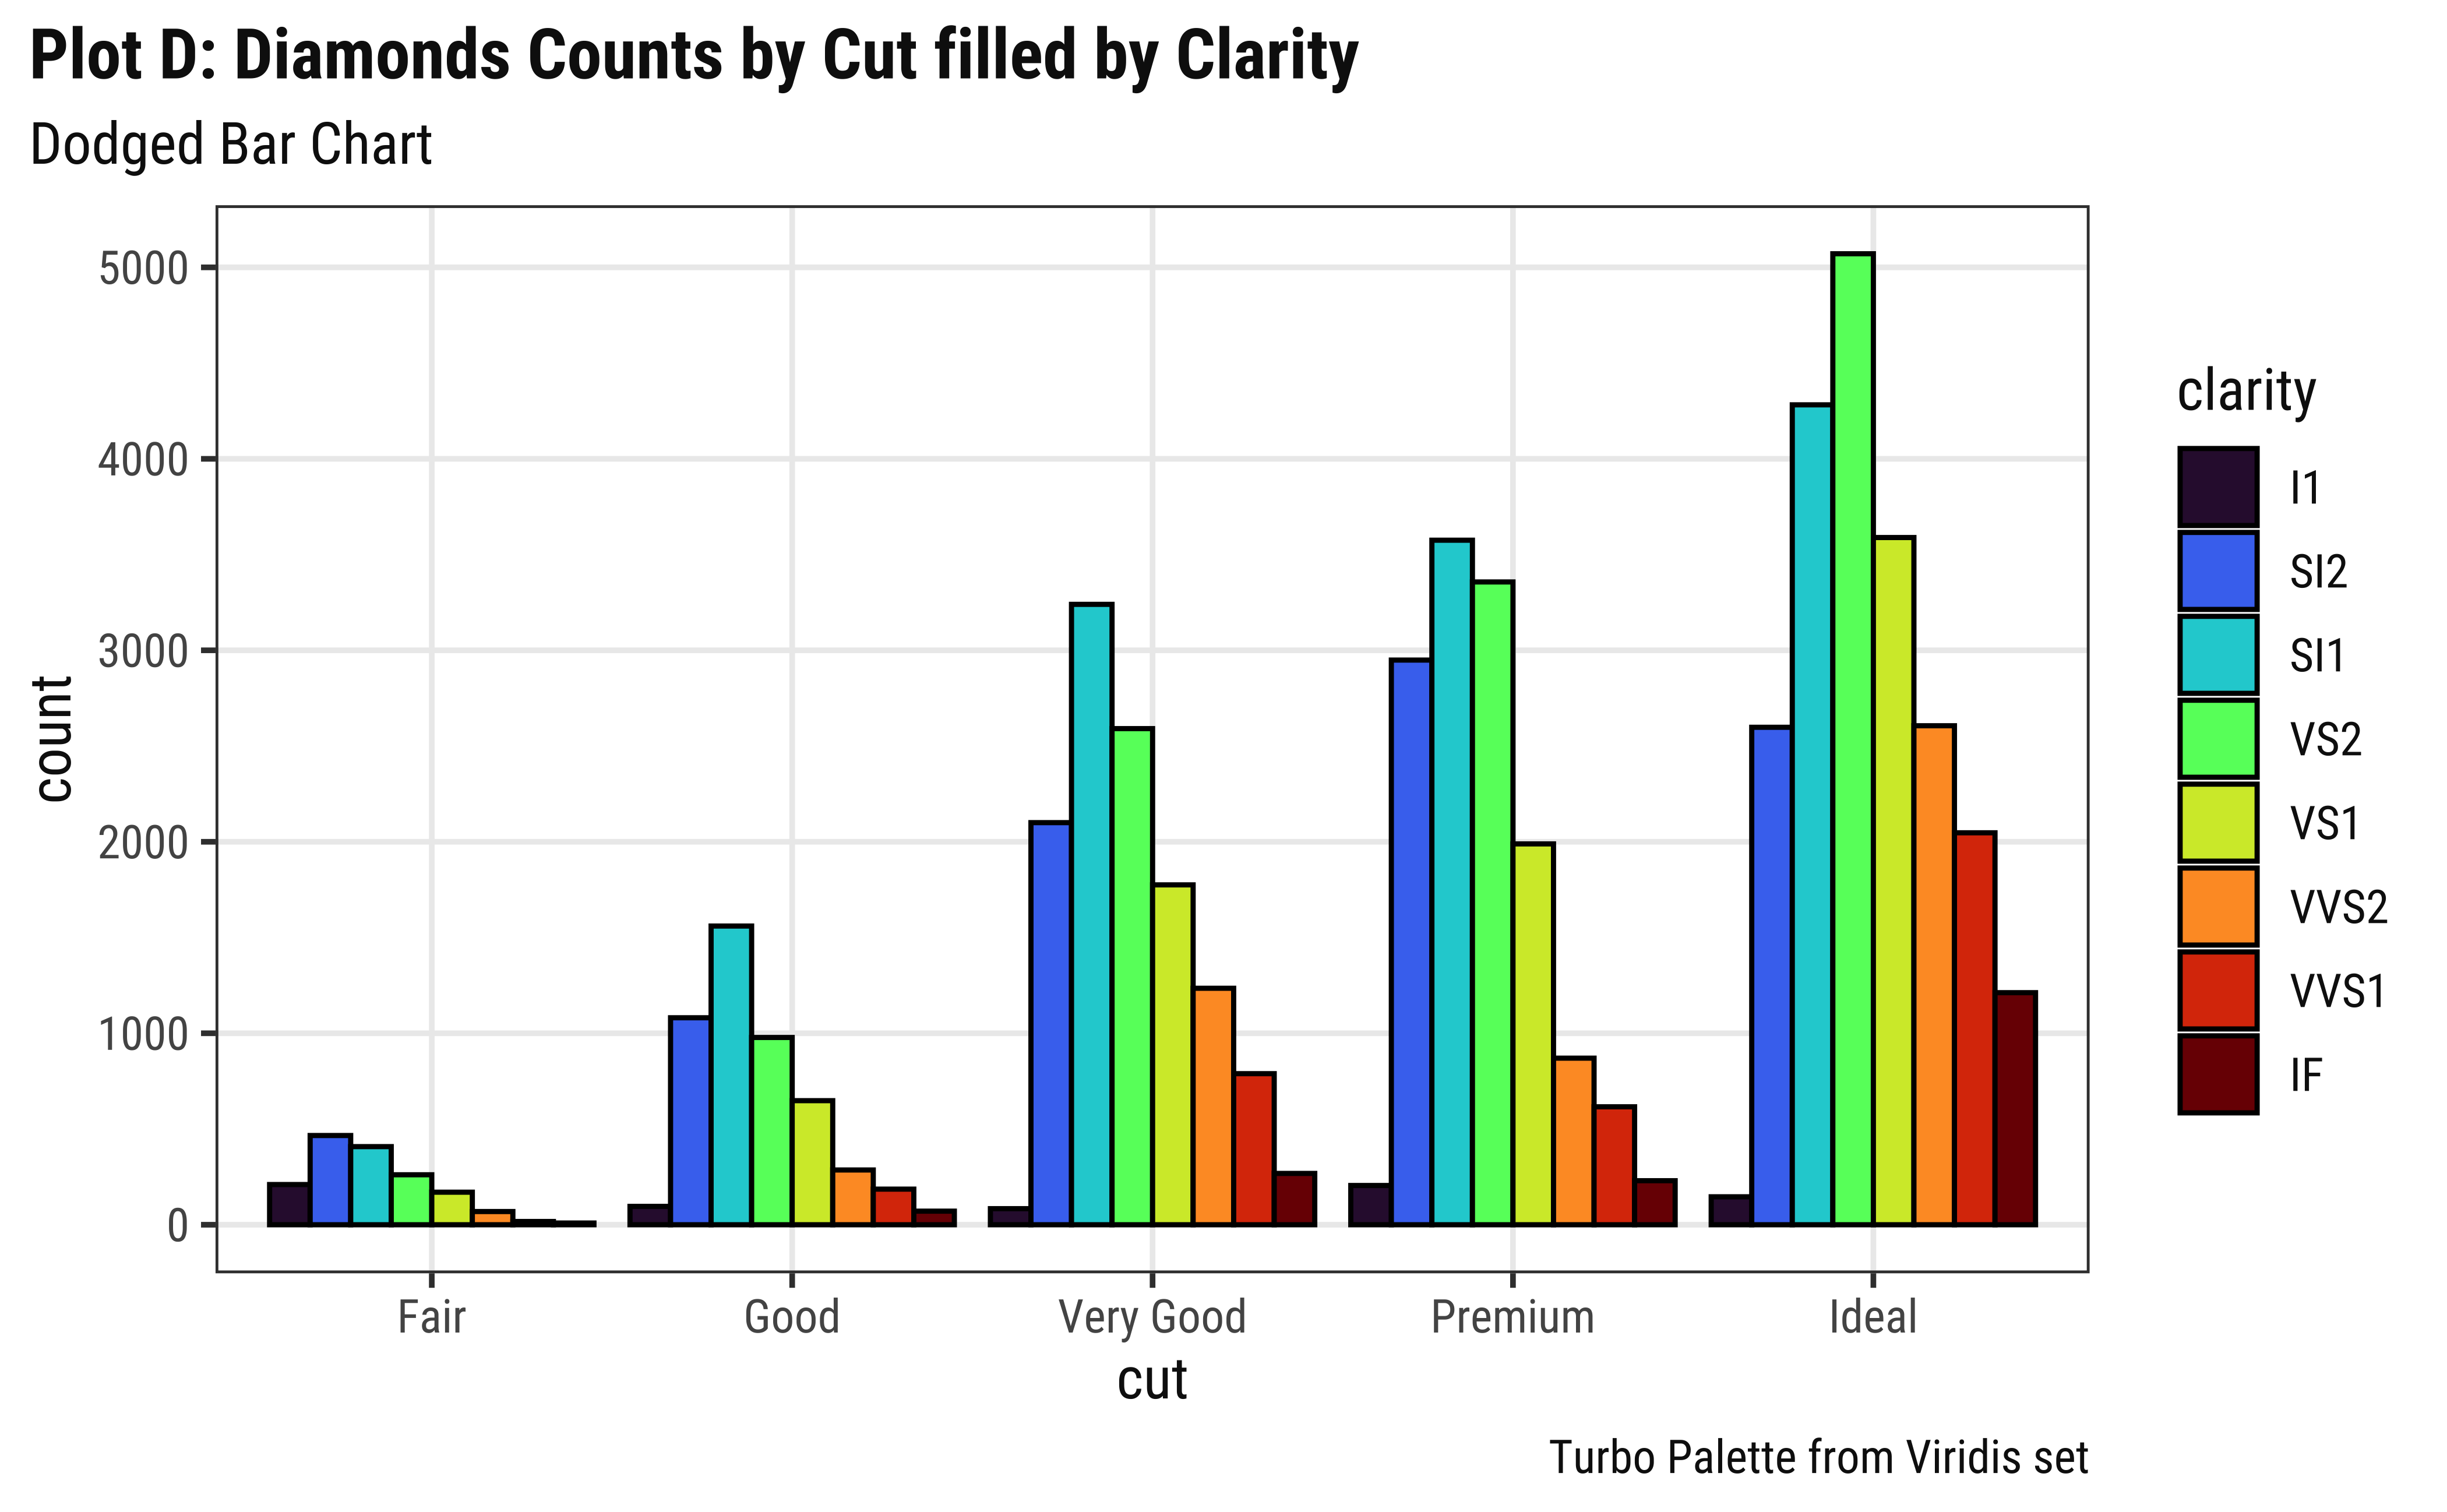 Plot D: Diamonds Counts by Cut filled by Clarity
Dodged Bar Chart
count
5000
4000
3000
2000
1000
0
Fair
Good
Very Good
Premium
Ideal
cut
clarity
I1
SI2
SI1
VS2
VS1
VVS2
VVS1
IF
Turbo Palette from Viridis set